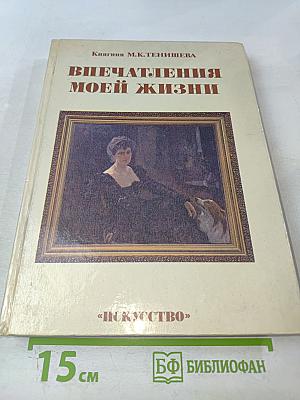 Княгиня М.К.ТЕНИШЕВА
ВПЕЧАТЛЕНИЯ
МОЕЙ ЖИЗНИ
«ИСКУССТВО»
15 см
БФ БИБЛИОФАН